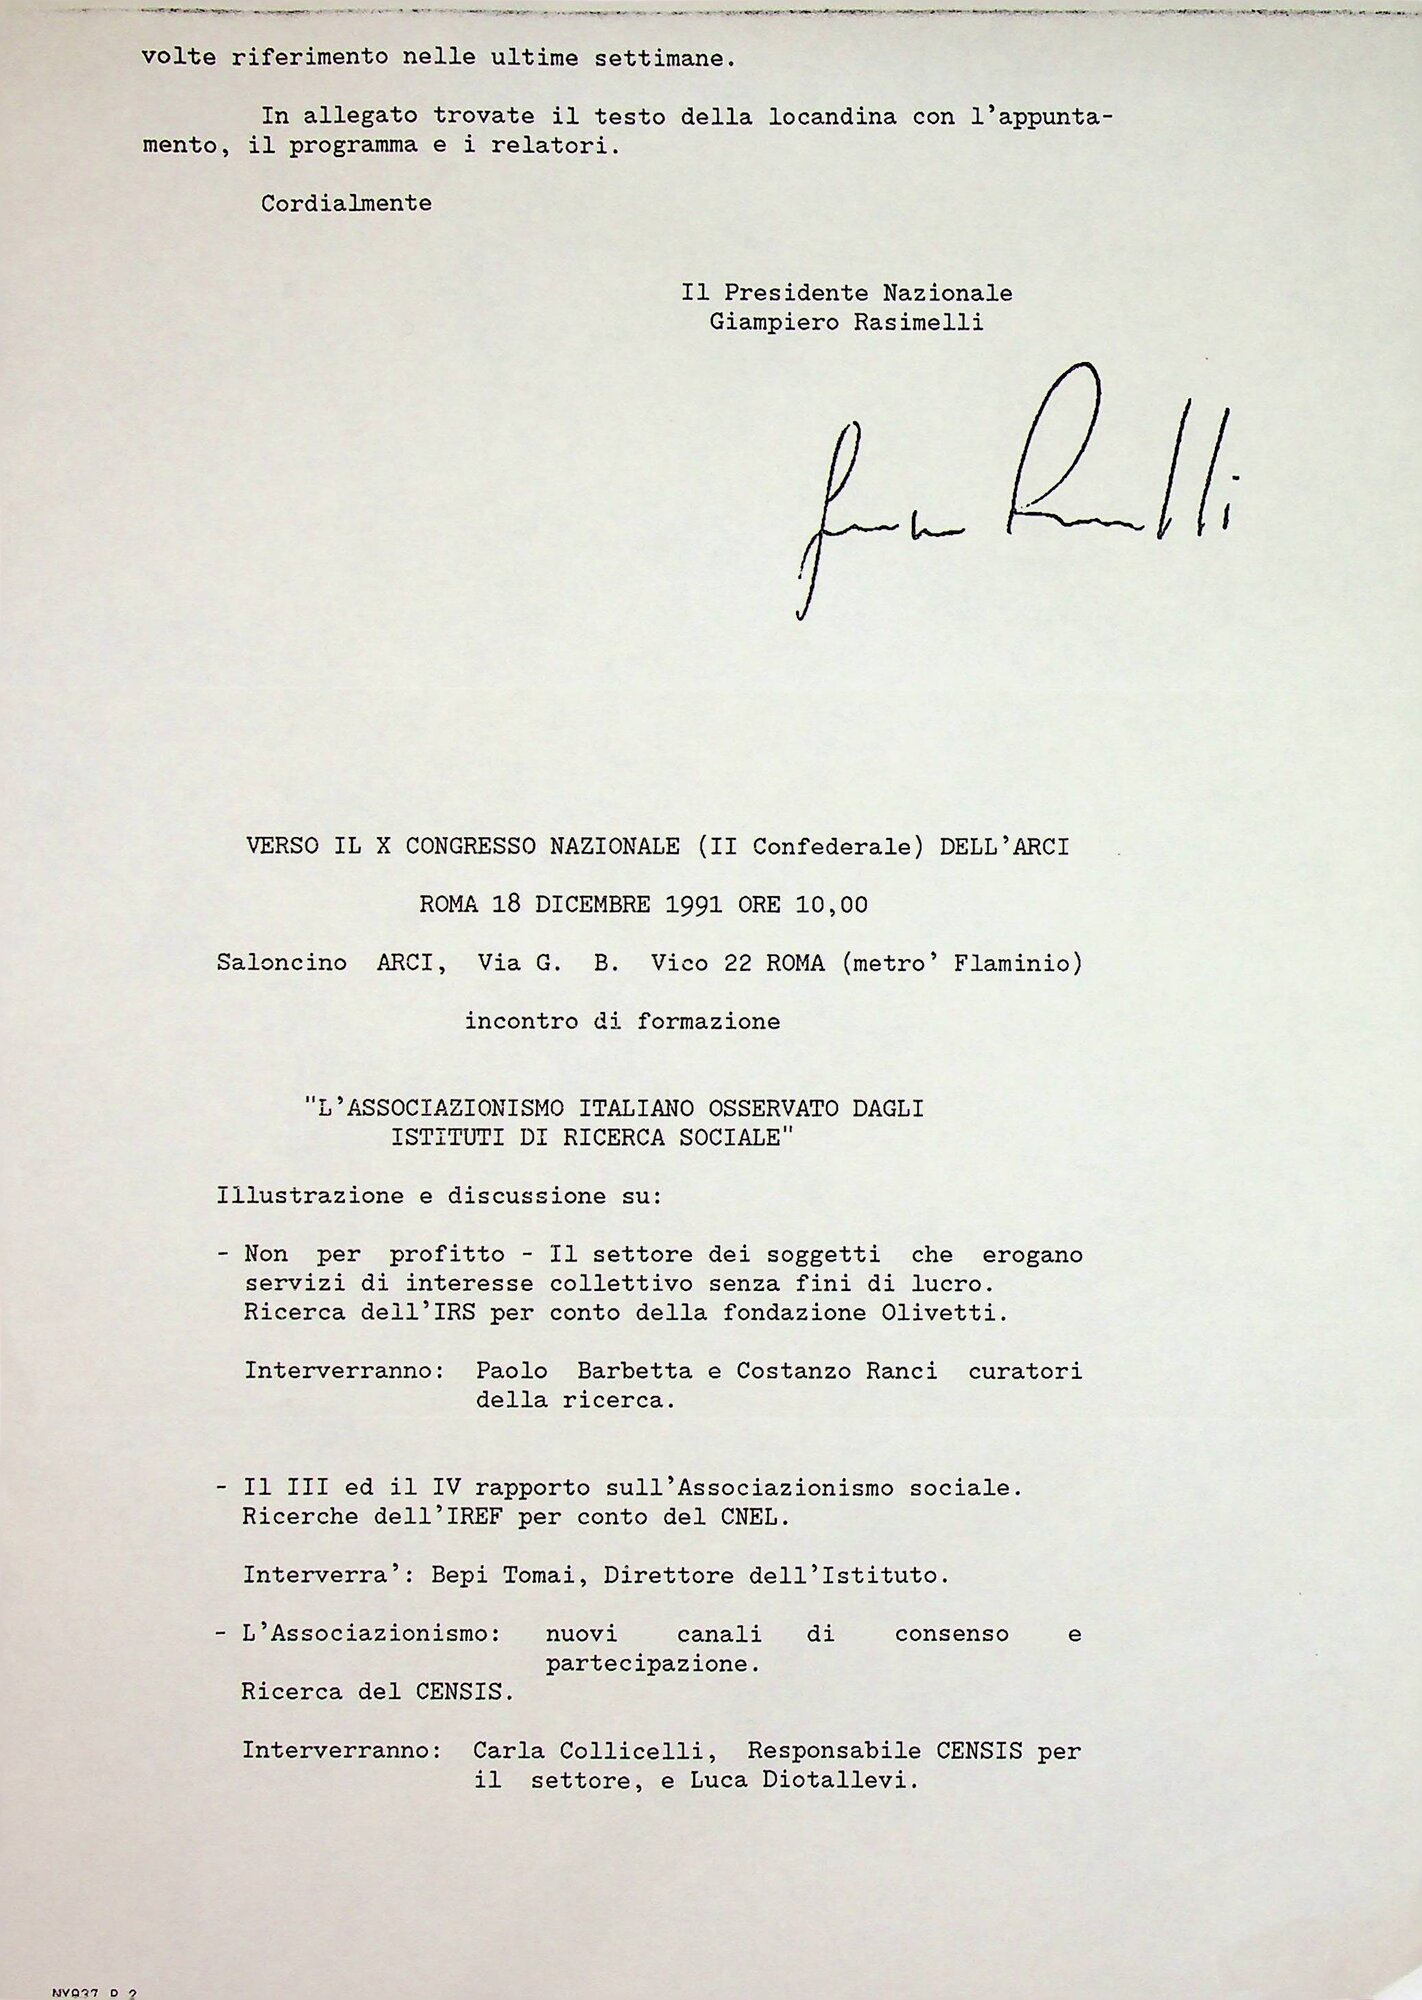 volte riferimento nelle ultime settimane.
In allegato trovate il testo della locandina con l'appunta-
mento, il programma e i relatori.
Cordialmente
Il Presidente Nazionale
Giampiero Rasimelli
VERSO IL X CONGRESSO NAZIONALE (II Confederale) DELL'ARCI
ROMA 18 DICEMBRE 1991 ORE 10,00
Saloncino ARCI, Via G. B. Vico 22 ROMA (metro' Flaminio)
incontro di formazione
"L'ASSOCIAZIONISMO ITALIANO OSSERVATO DAGLI
ISTITUTI DI RICERCA SOCIALE"
Illustrazione e discussione su:
- Non per profitto - Il settore dei soggetti che erogano
servizi di interesse collettivo senza fini di lucro.
Ricerca dell'IRS per conto della fondazione Olivetti.
Interverranno: Paolo Barbetta e Costanzo Ranci curatori
della ricerca.
- Il III ed il IV rapporto sull'Associazionismo sociale.
Ricerche dell'IREF per conto del CNEL.
Interverra': Bepi Tomai, Direttore dell'Istituto.
- L'Associazionismo: nuovi canali di consenso e
partecipazione.
Ricerca del CENSIS.
Interverranno: Carla Collicelli, Responsabile CENSIS per
il settore, e Luca Diotallevi.